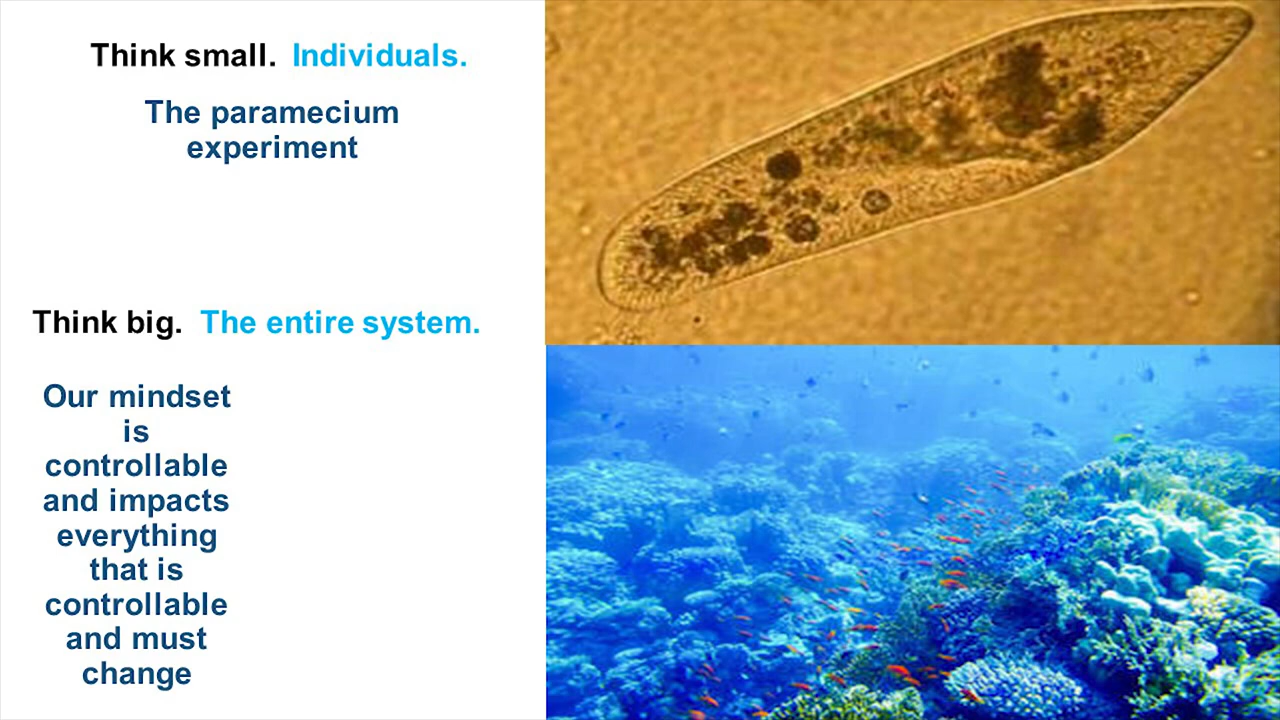 Think small.  Individuals.
The paramecium
experiment
Think big.  The entire system.
Our mindset
is
controllable
and impacts
everything
that is
controllable
and must
change